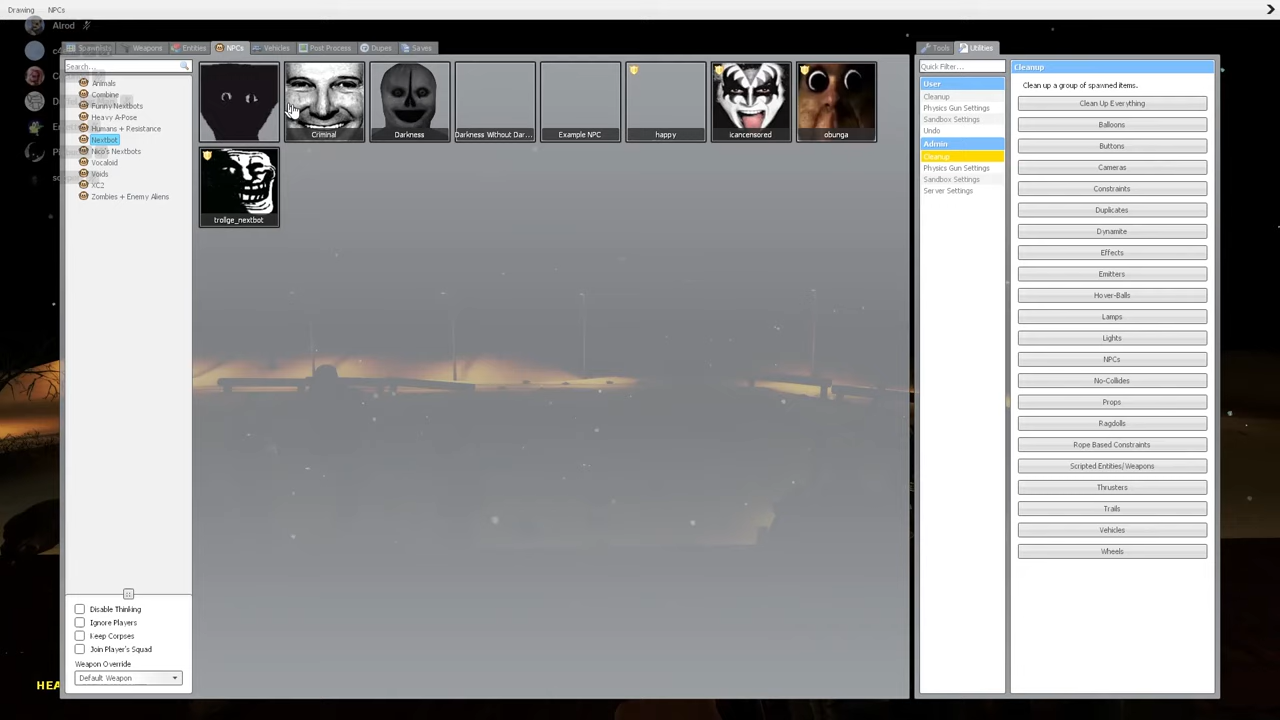 Drawing NPCs
Alrod
Spawnlists Weapons Entities NPCs Vehicles Post Process Dupes Saves
Tools Utilities
Search...
Animals
Combine
Funny Nextbots
Heavy A-Pose
Humans + Resistance
Nextbot
Nico's Nextbots
Vocaloid
Voids
XC2
Zombies + Enemy Aliens
Criminal
Darkness
Darkness Without Dar...
Example NPC
happy
icancensored
obunga
trollge_nextbot
Disable Thinking
Ignore Players
Keep Corpses
Join Player's Squad
Weapon Override
Default Weapon
HEA
Quick Filter...
User
Cleanup
Physics Gun Settings
Sandbox Settings
Undo
Admin
Cleanup
Physics Gun Settings
Sandbox Settings
Server Settings
Cleanup
Clean up a group of spawned items.
Clean Up Everything
Balloons
Buttons
Cameras
Constraints
Duplicates
Dynamite
Effects
Emitters
Hover-Balls
Lamps
Lights
NPCs
No-Collides
Props
Ragdolls
Rope Based Constraints
Scripted Entities/Weapons
Thrusters
Trails
Vehicles
Wheels